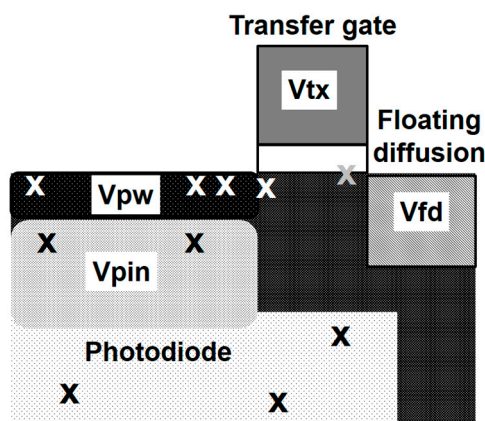 Transfer gate
Vtx
Floating
diffusion
x
x x x x
Vpw
Vfd
x x
Vpin
Photodiode
x
x
x